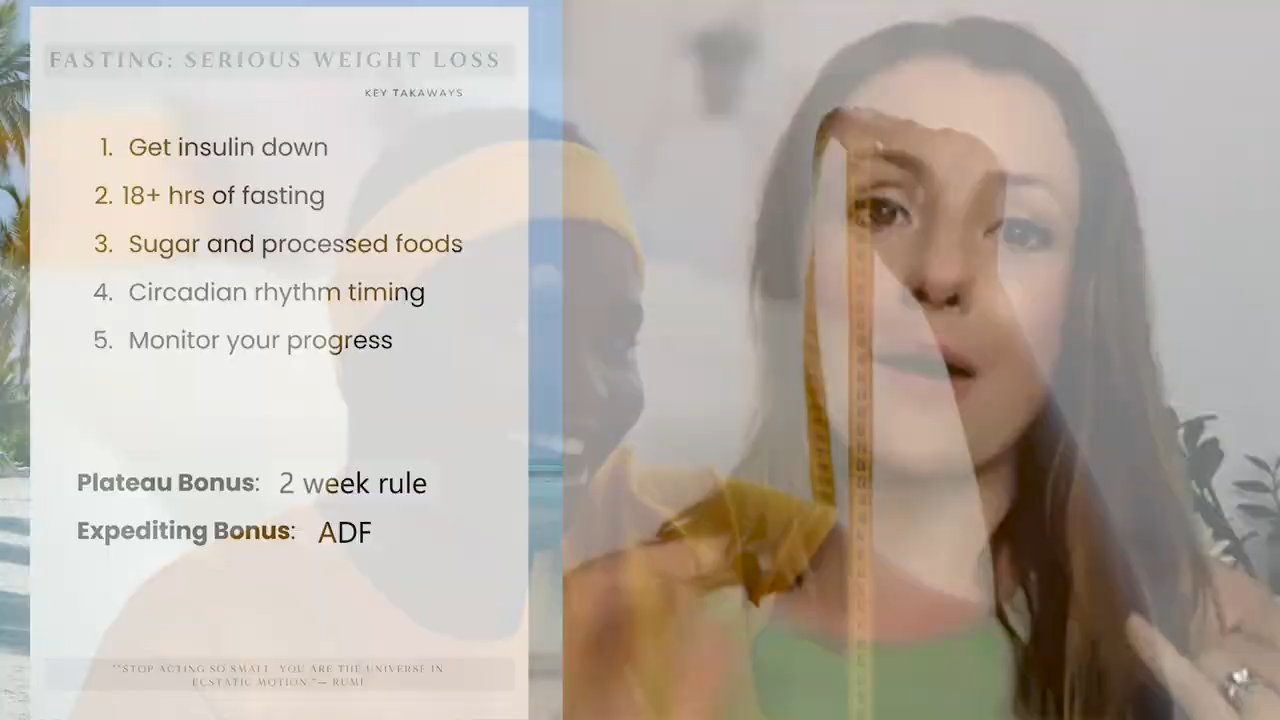 FASTING: SERIOUS WEIGHT LOSS
KEY TAKAWAYS
1. Get insulin down
2. 18+ hrs of fasting
3. Sugar and processed foods
4. Circadian rhythm timing
5. Monitor your progress
Plateau Bonus: 2 week rule
Expediting Bonus: ADF
"“STOP ACTING SO SMALL. YOU ARE THE UNIVERSE IN
ECSTATIC MOTION.”― RUMI